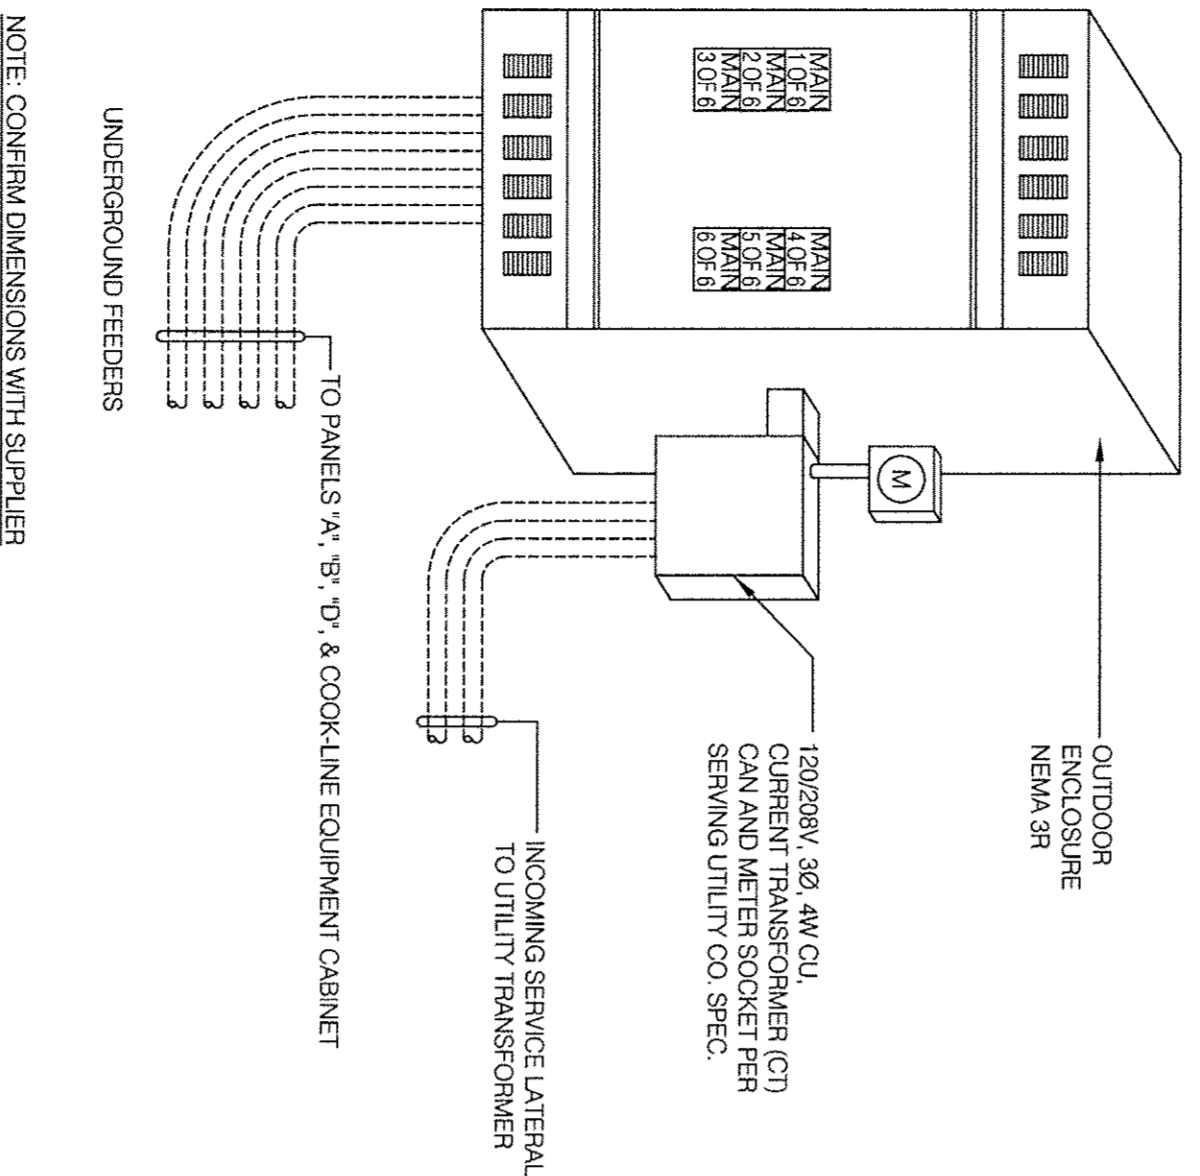 MAIN
1 OF 6
MAIN
2 OF 6
MAIN
3 OF 6
MAIN
4 OF 6
MAIN
5 OF 6
MAIN
6 OF 6
OUTDOOR
ENCLOSURE
NEMA 3R
M
120/208V, 3Ø, 4W CU,
CURRENT TRANSFORMER (CT)
CAN AND METER SOCKET PER
SERVING UTILITY CO. SPEC.
INCOMING SERVICE LATERAL
TO UTILITY TRANSFORMER
TO PANELS "A", "B", "D", & COOK-LINE EQUIPMENT CABINET
UNDERGROUND FEEDERS
NOTE: CONFIRM DIMENSIONS WITH SUPPLIER